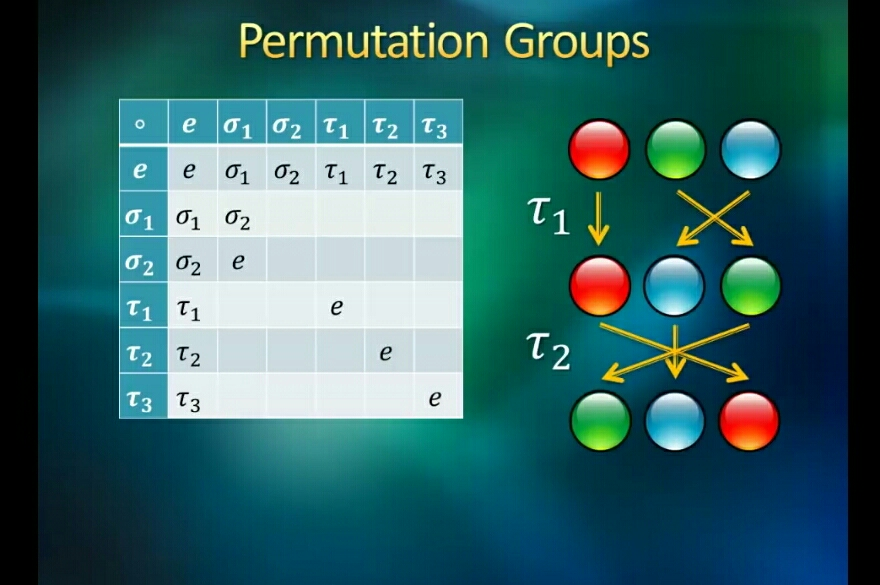 Permutation Groups
∘ e σ₁ σ₂ τ₁ τ₂ τ₃
e e σ₁ σ₂ τ₁ τ₂ τ₃
σ₁ σ₁ σ₂
σ₂ σ₂ e
τ₁ τ₁ e
τ₂ τ₂ e
τ₃ τ₃ e
τ₁
τ₂